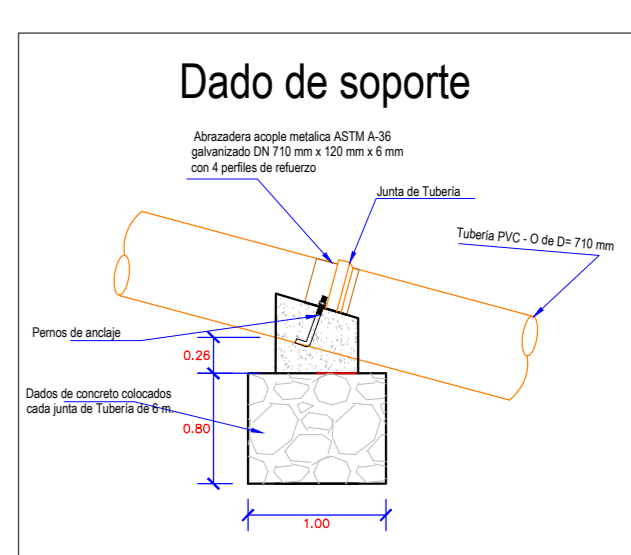 Dado de soporte
Abrazadera acople metalica ASTM A-36
galvanizado DN 710 mm x 120 mm x 6 mm
con 4 perfiles de refuerzo
Junta de Tubería
Tubería PVC - O de D= 710 mm
Pernos de anclaje
0.26
Dados de concreto colocados
cada junta de Tubería de 6 m.
0.80
1.00